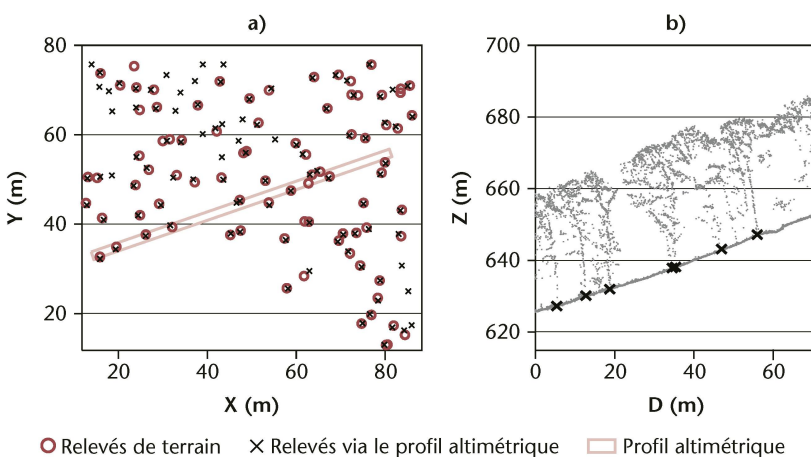 a)
80
60
40
20
Y (m)
20
40
60
80
X (m)
b)
700
680
660
640
620
Z (m)
0
20
40
60
D (m)
Relevés de terrain
Relevés via le profil altimétrique
Profil altimétrique